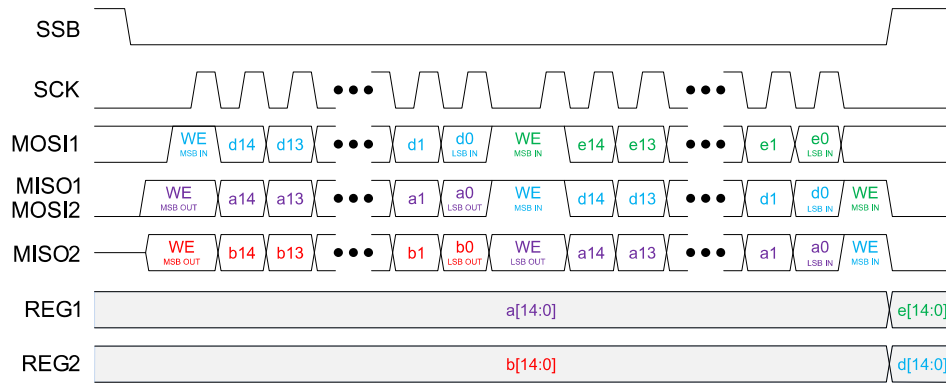 SSB
SCK
MOSI1 WE MSB IN d14 d13 ••• d1 d0 LSB IN WE MSB IN e14 e13 ••• e1 e0 LSB IN
MISO1 MOSI2 WE MSB OUT a14 a13 ••• a1 a0 LSB OUT WE MSB IN d14 d13 ••• d1 d0 LSB IN WE MSB IN
MISO2 WE MSB OUT b14 b13 ••• b1 b0 LSB OUT WE LSB OUT a14 a13 ••• a1 a0 LSB IN WE MSB IN
REG1 a[14:0] e[14:0]
REG2 b[14:0] d[14:0]